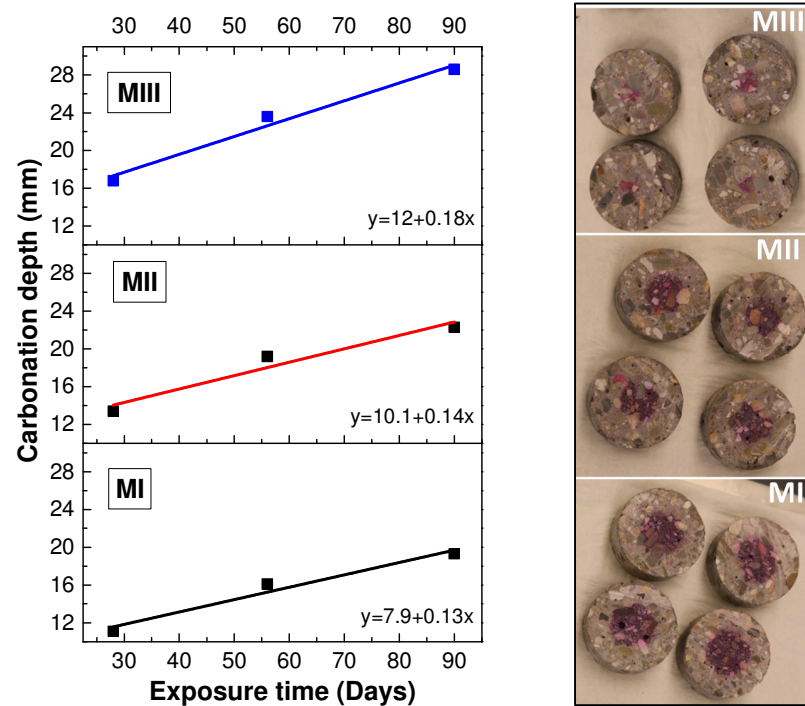 30 40 50 60 70 80 90
28
24
20
16
12
MIII
y=12+0.18x
28
24
20
16
12
MII
y=10.1+0.14x
28
24
20
16
12
MI
y=7.9+0.13x
30 40 50 60 70 80 90
Exposure time (Days)
Carbonation depth (mm)
MIII
MII
MI